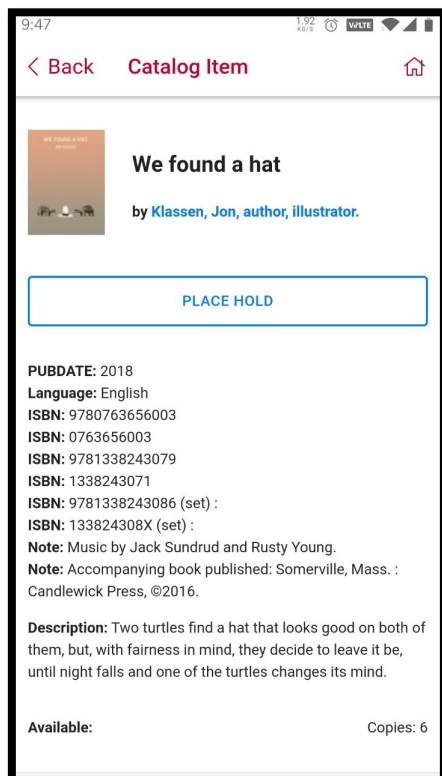 9:47
1.92
KB/S
VoLTE
Back
Catalog Item
WE FOUND A HAT
We found a hat
by Klassen, Jon, author, illustrator.
PLACE HOLD
PUBDATE: 2018
Language: English
ISBN: 9780763656003
ISBN: 0763656003
ISBN: 9781338243079
ISBN: 1338243071
ISBN: 9781338243086 (set) :
ISBN: 133824308X (set) :
Note: Music by Jack Sundrud and Rusty Young.
Note: Accompanying book published: Somerville, Mass. :
Candlewick Press, ©2016.
Description: Two turtles find a hat that looks good on both of
them, but, with fairness in mind, they decide to leave it be,
until night falls and one of the turtles changes its mind.
Available:
Copies: 6